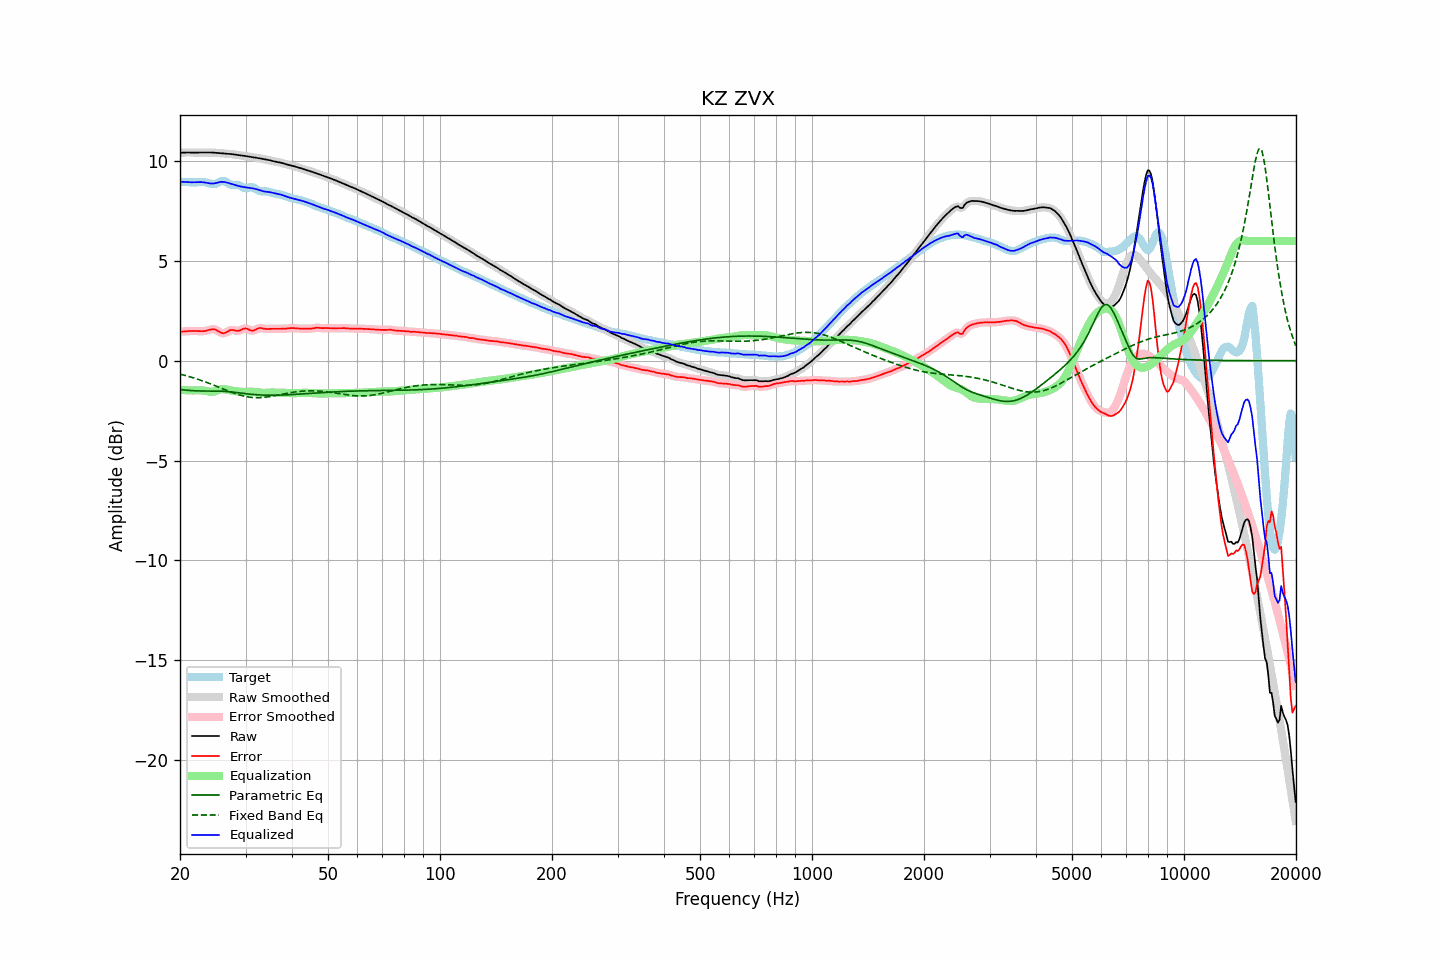 KZ ZVX
Amplitude (dBr)
10
5
0
−5
−10
−15
−20
Target
Raw Smoothed
Error Smoothed
Raw
Error
Equalization
Parametric Eq
Fixed Band Eq
Equalized
20 50 100 200 500 1000 2000 5000 10000 20000
Frequency (Hz)